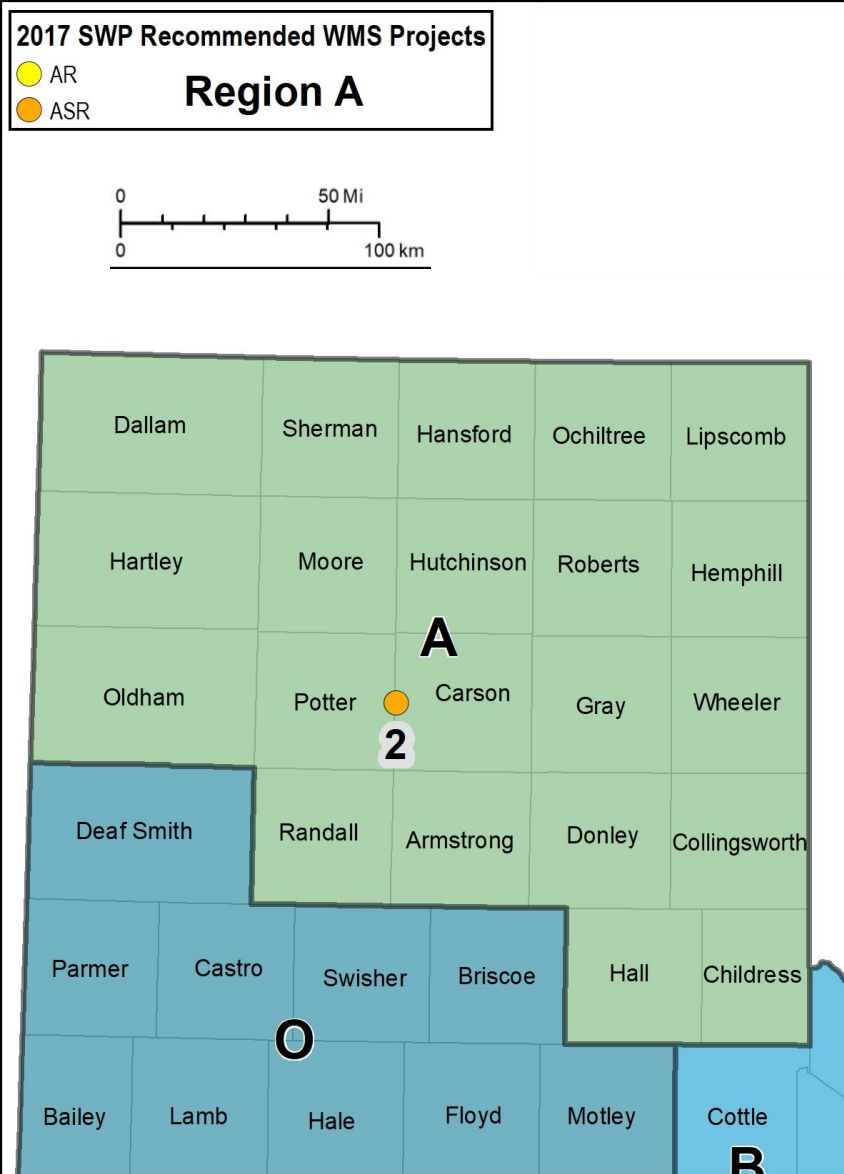 2017 SWP Recommended WMS Projects
AR
Region A
ASR
0 50 Mi
0 100 km
Dallam Sherman Hansford Ochiltree Lipscomb
Hartley Moore Hutchinson Roberts Hemphill
A
Oldham Potter Carson Gray Wheeler
2
Deaf Smith Randall Armstrong Donley Collingsworth
Parmer Castro Swisher Briscoe Hall Childress
O
Bailey Lamb Hale Floyd Motley Cottle
B